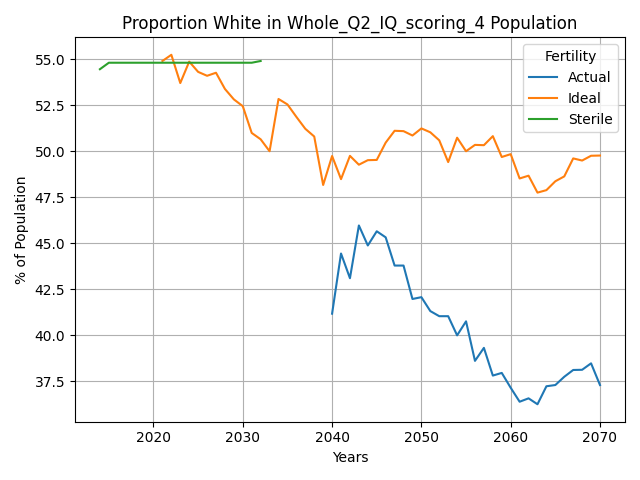 Proportion White in Whole_Q2_IQ_scoring_4 Population
% of Population
55.0
52.5
50.0
47.5
45.0
42.5
40.0
37.5
Fertility
Actual
Ideal
Sterile
2020 2030 2040 2050 2060 2070
Years